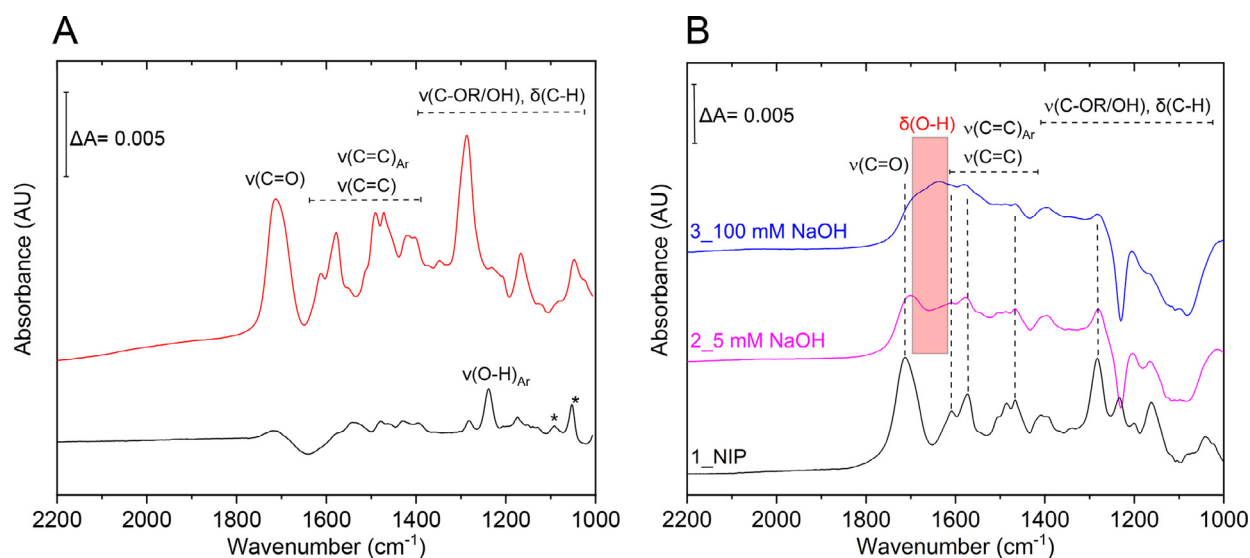 A
ΔA= 0.005
ν(C=O)
ν(C=C)Ar
ν(C=C)
ν(C-OR/OH), δ(C-H)
ν(O-H)Ar
*
*
Absorbance (AU)
2200 2000 1800 1600 1400 1200 1000
Wavenumber (cm-1)
B
ΔA= 0.005
ν(C=O)
δ(O-H)
ν(C=C)Ar
ν(C=C)
ν(C-OR/OH), δ(C-H)
3_100 mM NaOH
2_5 mM NaOH
1_NIP
Absorbance (AU)
2200 2000 1800 1600 1400 1200 1000
Wavenumber (cm-1)